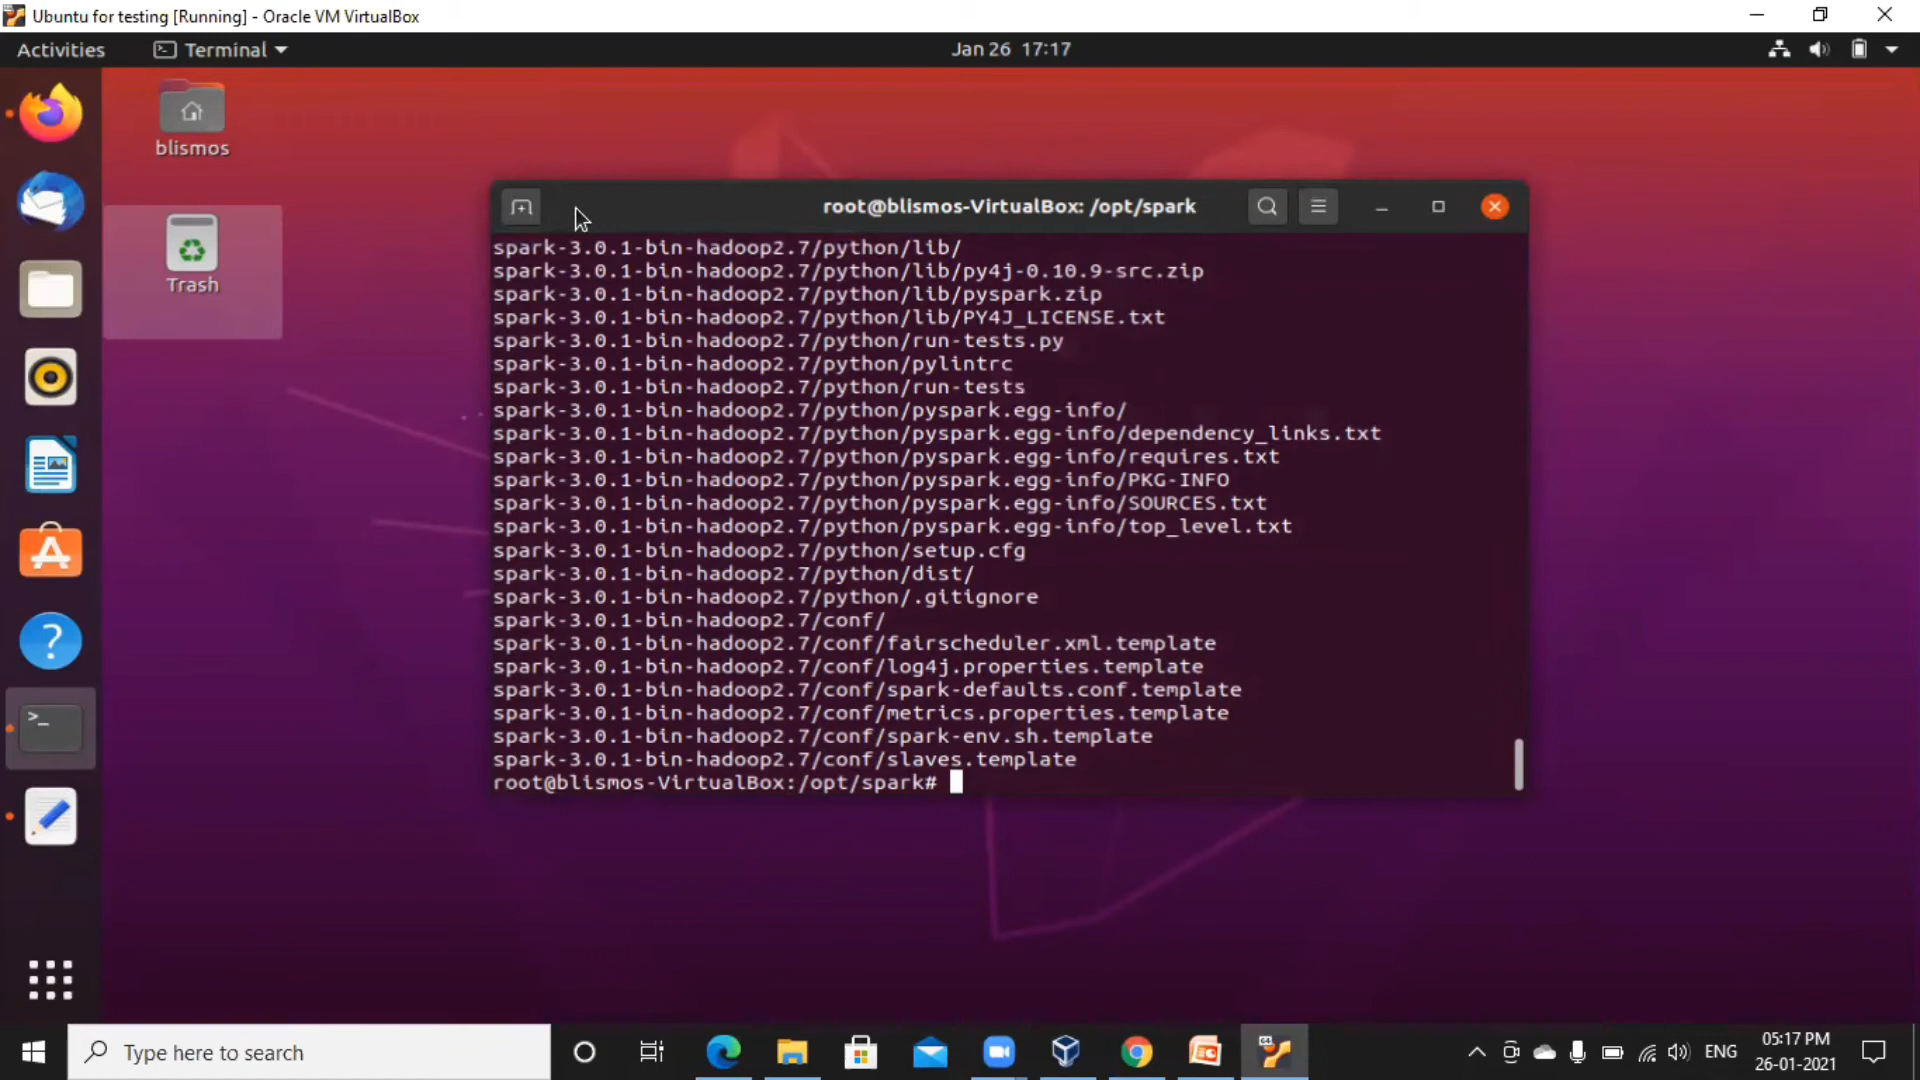 Ubuntu for testing [Running] - Oracle VM VirtualBox
Activities
Terminal
Jan 26 17:17
blismos
Trash
root@blismos-VirtualBox: /opt/spark
spark-3.0.1-bin-hadoop2.7/python/lib/
spark-3.0.1-bin-hadoop2.7/python/lib/py4j-0.10.9-src.zip
spark-3.0.1-bin-hadoop2.7/python/lib/pyspark.zip
spark-3.0.1-bin-hadoop2.7/python/lib/PY4J_LICENSE.txt
spark-3.0.1-bin-hadoop2.7/python/run-tests.py
spark-3.0.1-bin-hadoop2.7/python/pylintrc
spark-3.0.1-bin-hadoop2.7/python/run-tests
spark-3.0.1-bin-hadoop2.7/python/pyspark.egg-info/
spark-3.0.1-bin-hadoop2.7/python/pyspark.egg-info/dependency_links.txt
spark-3.0.1-bin-hadoop2.7/python/pyspark.egg-info/requires.txt
spark-3.0.1-bin-hadoop2.7/python/pyspark.egg-info/PKG-INFO
spark-3.0.1-bin-hadoop2.7/python/pyspark.egg-info/SOURCES.txt
spark-3.0.1-bin-hadoop2.7/python/pyspark.egg-info/top_level.txt
spark-3.0.1-bin-hadoop2.7/python/setup.cfg
spark-3.0.1-bin-hadoop2.7/python/dist/
spark-3.0.1-bin-hadoop2.7/python/.gitignore
spark-3.0.1-bin-hadoop2.7/conf/
spark-3.0.1-bin-hadoop2.7/conf/fairscheduler.xml.template
spark-3.0.1-bin-hadoop2.7/conf/log4j.properties.template
spark-3.0.1-bin-hadoop2.7/conf/spark-defaults.conf.template
spark-3.0.1-bin-hadoop2.7/conf/metrics.properties.template
spark-3.0.1-bin-hadoop2.7/conf/spark-env.sh.template
spark-3.0.1-bin-hadoop2.7/conf/slaves.template
root@blismos-VirtualBox:/opt/spark#
Type here to search
ENG
05:17 PM
26-01-2021